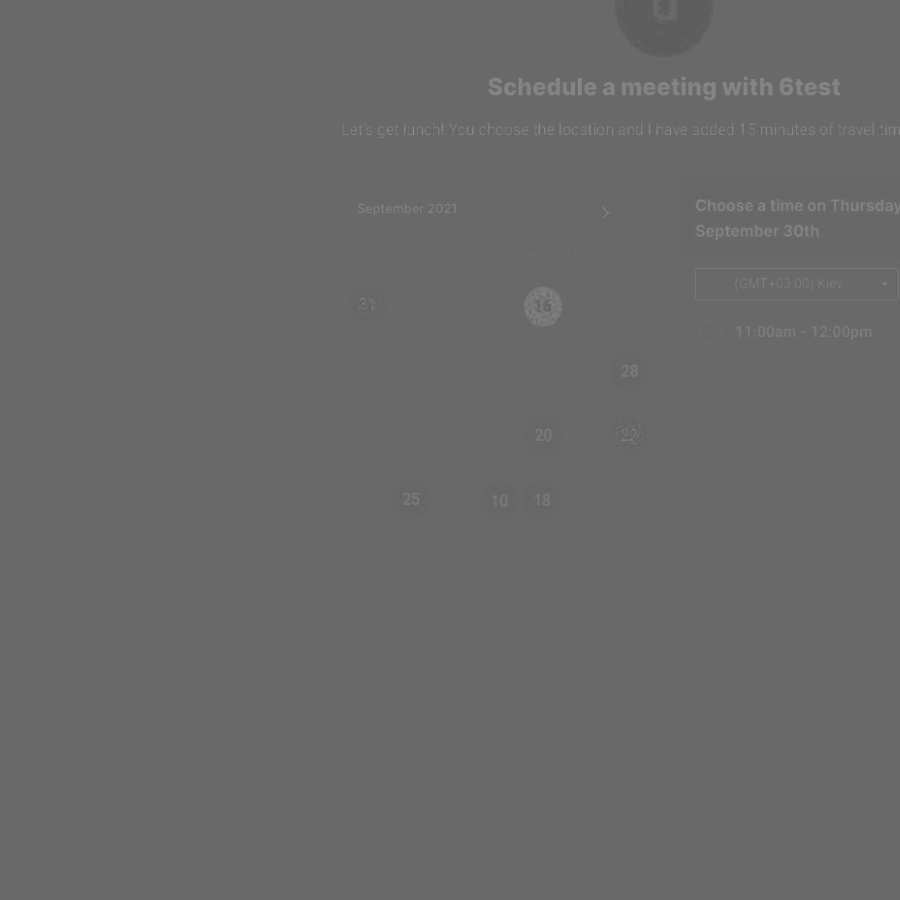 Schedule a meeting with 6test
Let's get lunch! You choose the location and I have added 15 minutes of travel
September 2021
Choose a time on Thursday
September 30th
(GMT+03:00) Kiev
31
16
11:00am - 12:00pm
28
20
22
25 10 18